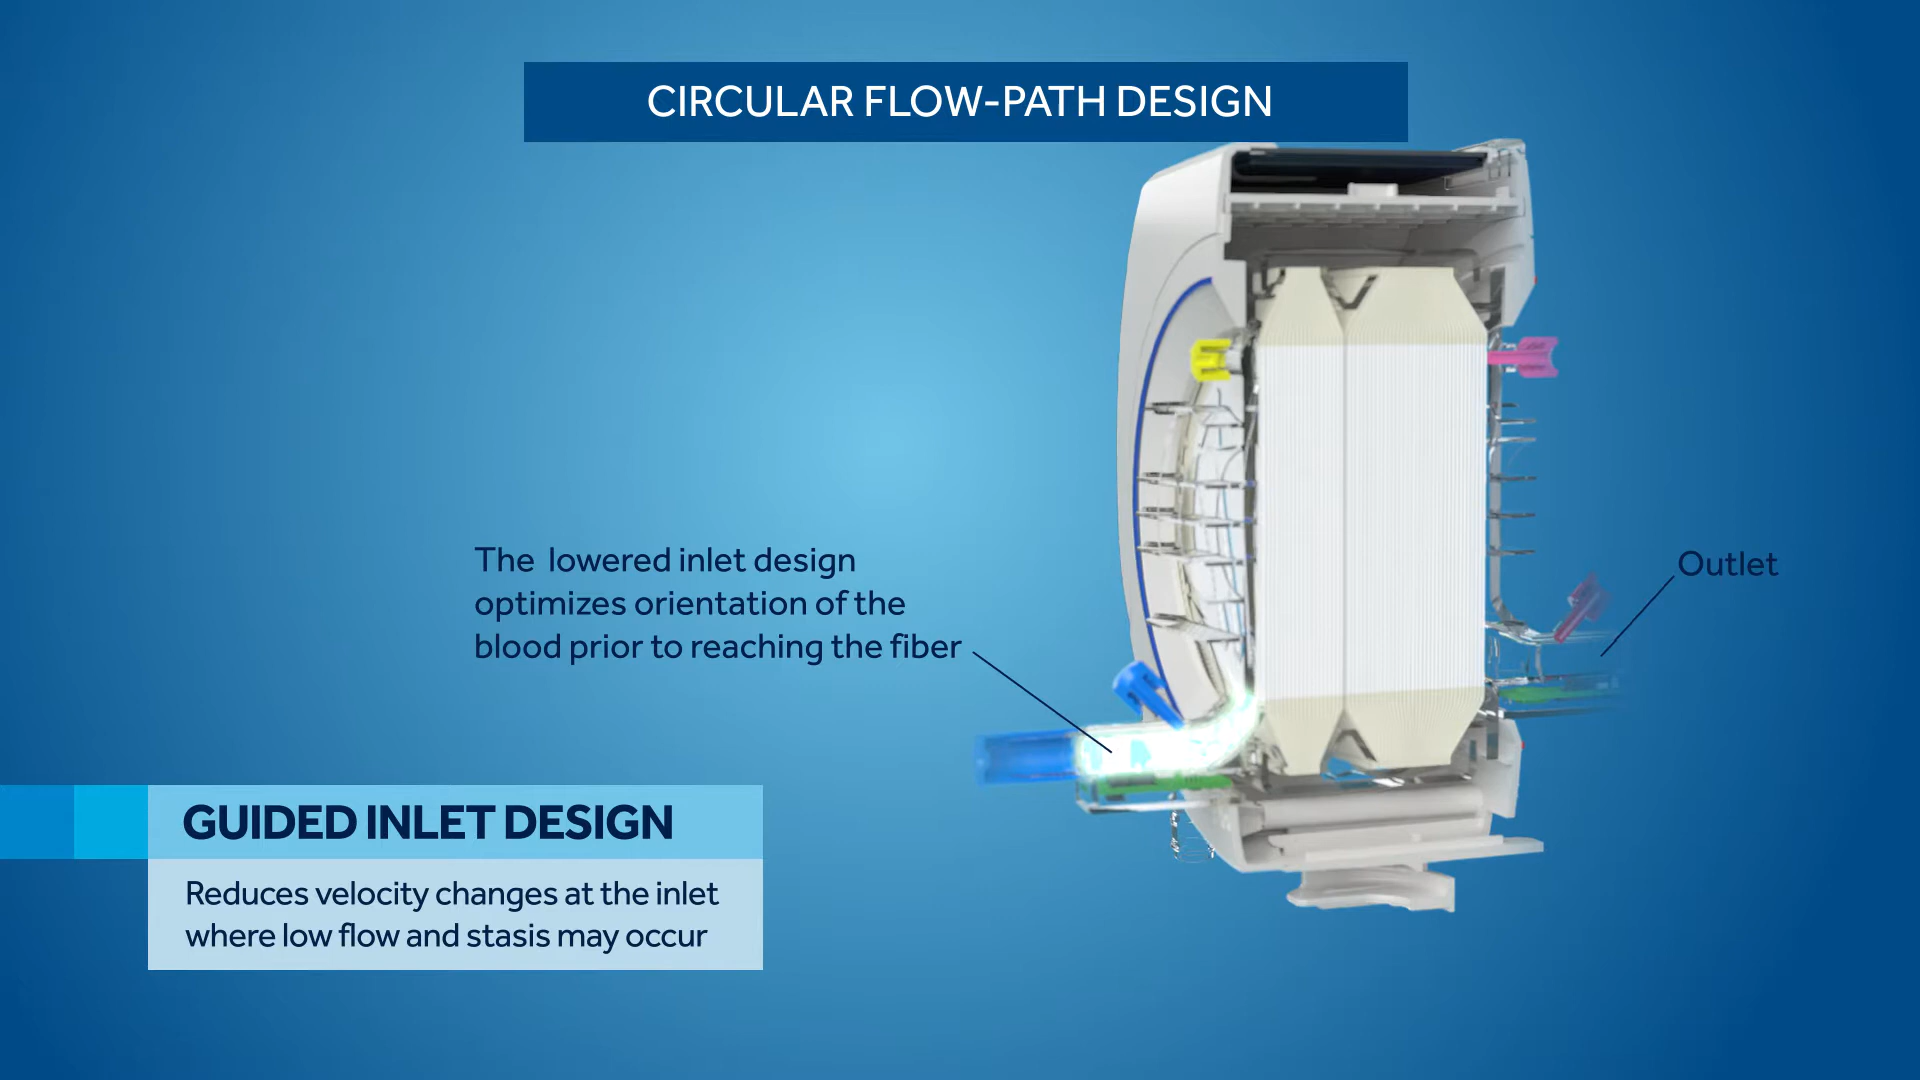 CIRCULAR FLOW-PATH DESIGN
The lowered inlet design
optimizes orientation of the
blood prior to reaching the fiber
Outlet
GUIDED INLET DESIGN
Reduces velocity changes at the inlet
where low flow and stasis may occur